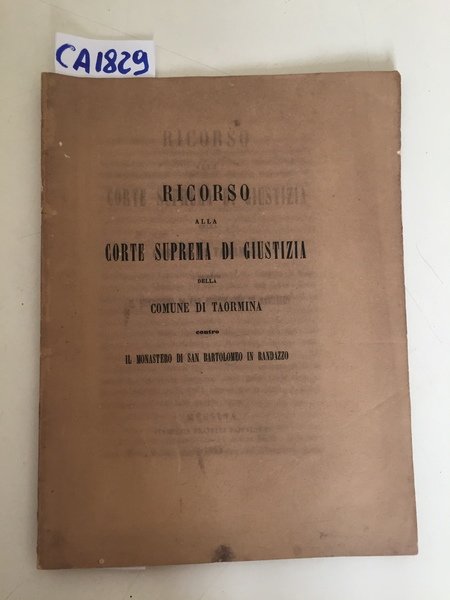 CA1829
RICORSO
ALLA
CORTE SUPREMA DI GIUSTIZIA
DELLA
COMUNE DI TAORMINA
contro
IL MONASTERO DI SAN BARTOLOMEO IN RANDAZZO
MESSINA